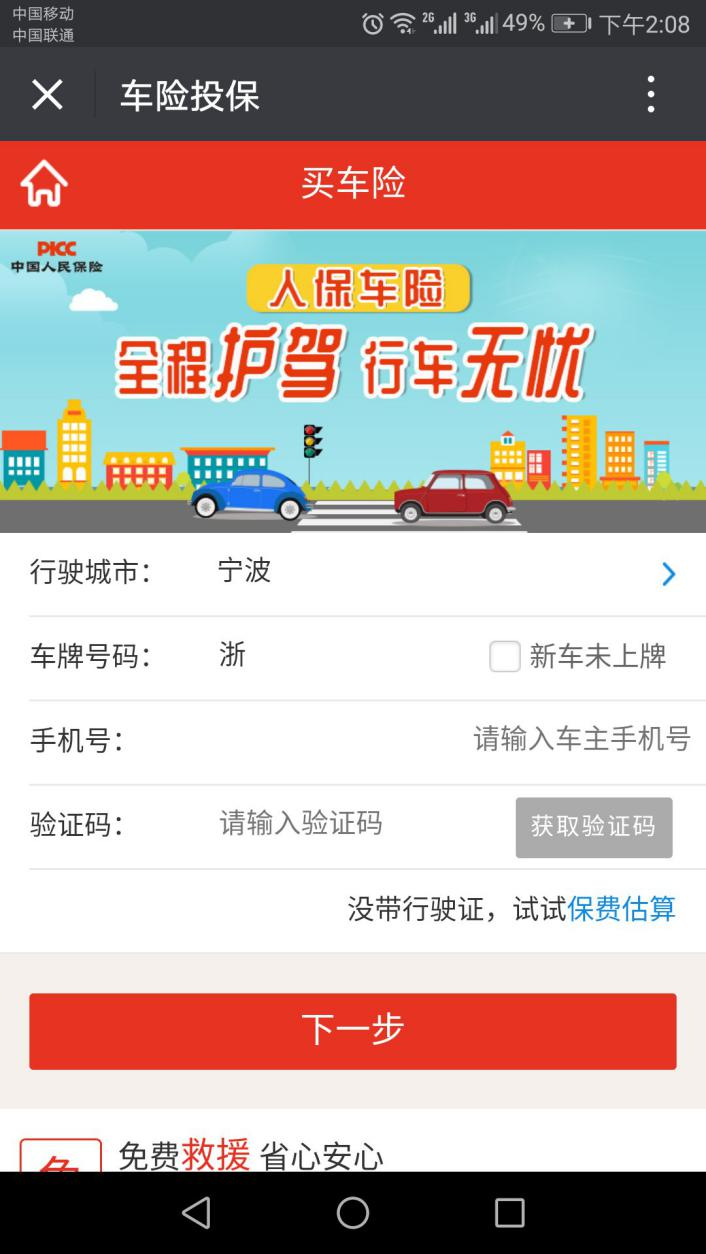 中国移动
中国联通
2G 3G 49% 下午2:08
车险投保
买车险
PICC
中国人民保险
人保车险
全程护驾 行车无忧
行驶城市: 宁波
车牌号码: 浙 新车未上牌
手机号: 请输入车主手机号
验证码: 请输入验证码 获取验证码
没带行驶证，试试保费估算
下一步
免费救援 省心安心